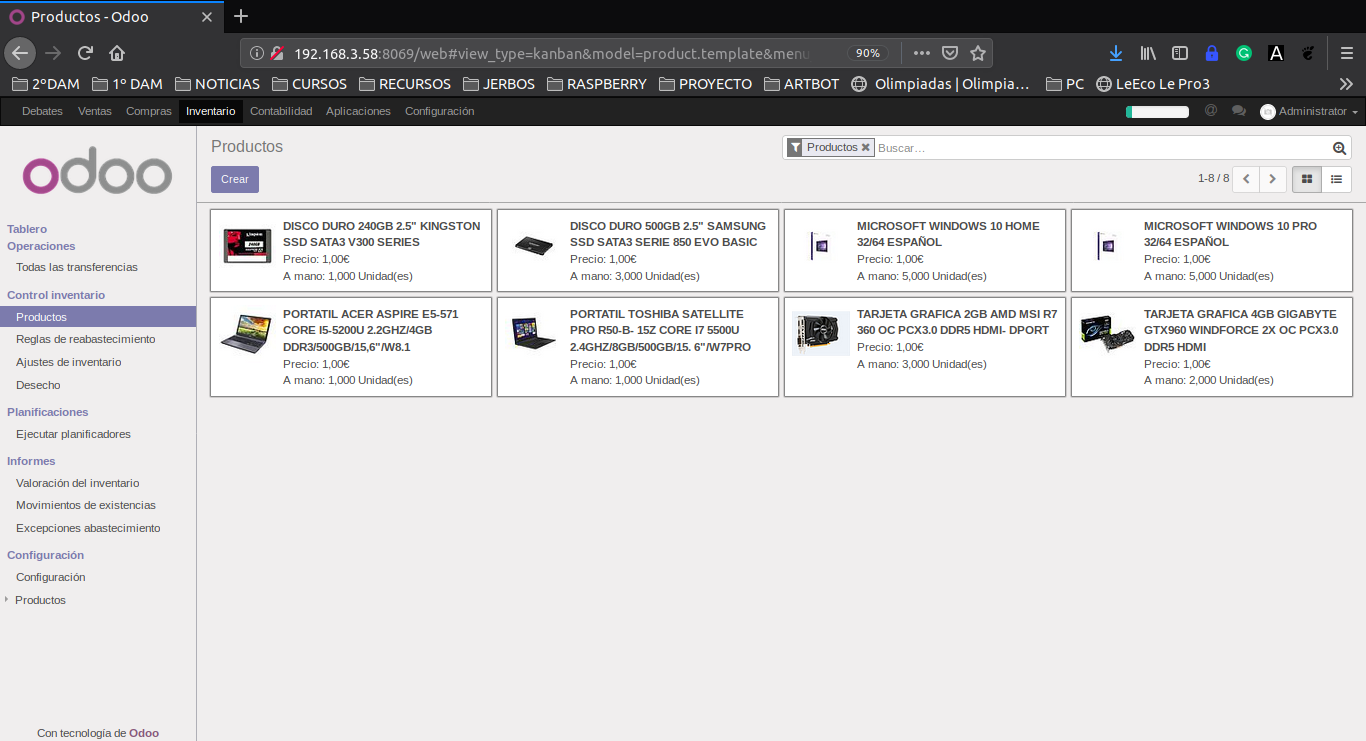 Productos - Odoo
192.168.3.58:8069/web#view_type=kanban&model=product.template&menu
90%
2ºDAM
1º DAM
NOTICIAS
CURSOS
RECURSOS
JERBOS
RASPBERRY
PROYECTO
ARTBOT
Olimpiadas | Olimpia…
PC
LeEco Le Pro3
Debates
Ventas
Compras
Inventario
Contabilidad
Aplicaciones
Configuración
Administrator
odoo
Tablero
Operaciones
Todas las transferencias
Control inventario
Productos
Reglas de reabastecimiento
Ajustes de inventario
Desecho
Planificaciones
Ejecutar planificadores
Informes
Valoración del inventario
Movimientos de existencias
Excepciones abastecimiento
Configuración
Configuración
Productos
Con tecnología de Odoo
Productos
Productos
Buscar...
Crear
1-8 / 8
DISCO DURO 240GB 2.5" KINGSTON
SSD SATA3 V300 SERIES
Precio: 1,00€
A mano: 1,000 Unidad(es)
DISCO DURO 500GB 2.5" SAMSUNG
SSD SATA3 SERIE 850 EVO BASIC
Precio: 1,00€
A mano: 3,000 Unidad(es)
MICROSOFT WINDOWS 10 HOME
32/64 ESPAÑOL
Precio: 1,00€
A mano: 5,000 Unidad(es)
MICROSOFT WINDOWS 10 PRO
32/64 ESPAÑOL
Precio: 1,00€
A mano: 5,000 Unidad(es)
PORTATIL ACER ASPIRE E5-571
CORE I5-5200U 2.2GHZ/4GB
DDR3/500GB/15,6"/W8.1
Precio: 1,00€
A mano: 1,000 Unidad(es)
PORTATIL TOSHIBA SATELLITE
PRO R50-B- 15Z CORE I7 5500U
2.4GHZ/8GB/500GB/15. 6"/W7PRO
Precio: 1,00€
A mano: 1,000 Unidad(es)
TARJETA GRAFICA 2GB AMD MSI R7
360 OC PCX3.0 DDR5 HDMI- DPORT
Precio: 1,00€
A mano: 3,000 Unidad(es)
TARJETA GRAFICA 4GB GIGABYTE
GTX960 WINDFORCE 2X OC PCX3.0
DDR5 HDMI
Precio: 1,00€
A mano: 2,000 Unidad(es)